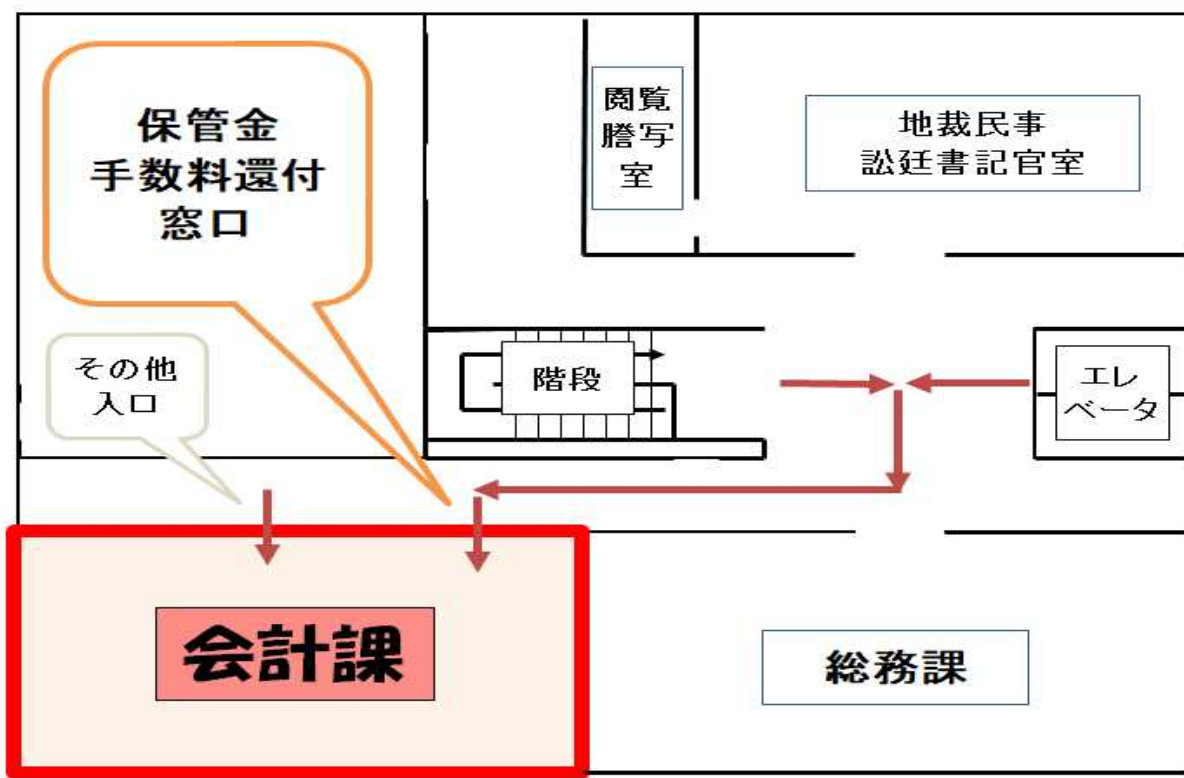 保管金
手数料還付
窓口
閲覧
謄写
室
地裁民事
訟廷書記官室
その他
入口
階段
エレ
ベータ
会計課
総務課